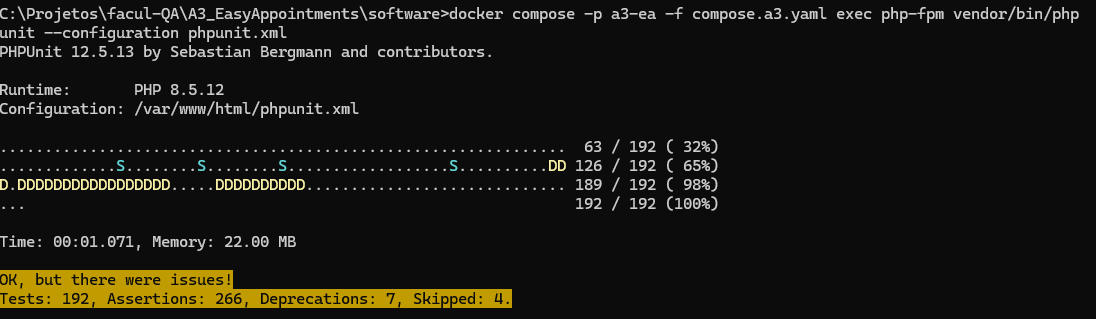 C:\Projetos\facul-QA\A3_EasyAppointments\software>docker compose -p a3-ea -f compose.a3.yaml exec php-fpm vendor/bin/php
unit --configuration phpunit.xml
PHPUnit 12.5.13 by Sebastian Bergmann and contributors.
Runtime:       PHP 8.5.12
Configuration: /var/www/html/phpunit.xml
...............................................................  63 / 192 ( 32%)
.............S........S........S..................S..........DD 126 / 192 ( 65%)
D.DDDDDDDDDDDDDDDDD.....DDDDDDDDDD............................. 189 / 192 ( 98%)
...                                                             192 / 192 (100%)
Time: 00:01.071, Memory: 22.00 MB
OK, but there were issues!
Tests: 192, Assertions: 266, Deprecations: 7, Skipped: 4.